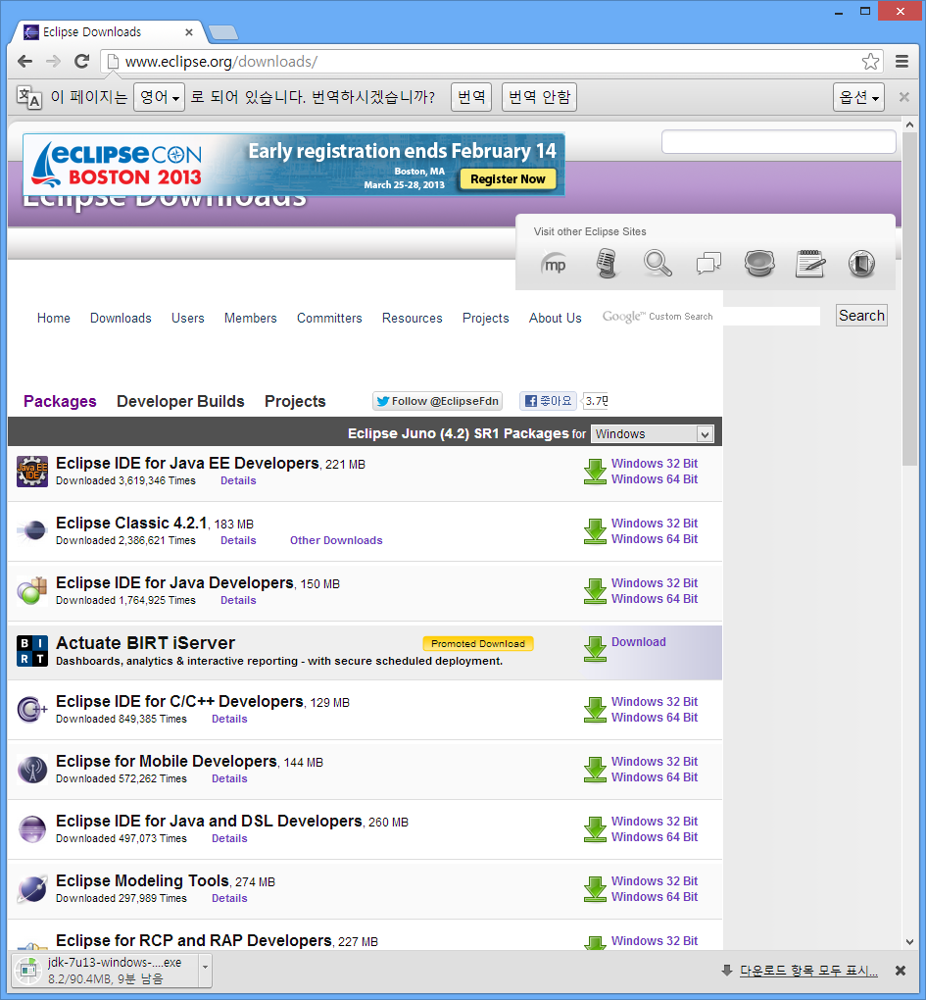 Eclipse Downloads
www.eclipse.org/downloads/
이 페이지는 영어 로 되어 있습니다. 번역하시겠습니까? 번역 번역 안함 옵션
eclipsecon
BOSTON 2013
Early registration ends February 14
Boston, MA
March 25-28, 2013
Register Now
Eclipse Downloads
Visit other Eclipse Sites
mp
Home Downloads Users Members Committers Resources Projects About Us Google™ Custom Search Search
Packages Developer Builds Projects Follow @EclipseFdn 좋아요 3.7만
Eclipse Juno (4.2) SR1 Packages for Windows
Java EE IDE
Eclipse IDE for Java EE Developers, 221 MB
Downloaded 3,619,346 Times Details
Windows 32 Bit
Windows 64 Bit
Eclipse Classic 4.2.1, 183 MB
Downloaded 2,386,621 Times Details Other Downloads
Windows 32 Bit
Windows 64 Bit
Eclipse IDE for Java Developers, 150 MB
Downloaded 1,764,925 Times Details
Windows 32 Bit
Windows 64 Bit
BIRT
Actuate BIRT iServer Promoted Download
Dashboards, analytics & interactive reporting - with secure scheduled deployment.
Download
C++
Eclipse IDE for C/C++ Developers, 129 MB
Downloaded 849,385 Times Details
Windows 32 Bit
Windows 64 Bit
Eclipse for Mobile Developers, 144 MB
Downloaded 572,262 Times Details
Windows 32 Bit
Windows 64 Bit
Eclipse IDE for Java and DSL Developers, 260 MB
Downloaded 497,073 Times Details
Windows 32 Bit
Windows 64 Bit
Eclipse Modeling Tools, 274 MB
Downloaded 297,989 Times Details
Windows 32 Bit
Windows 64 Bit
Eclipse for RCP and RAP Developers, 227 MB
Windows 32 Bit
jdk-7u13-windows-....exe
8.2/90.4MB, 9분 남음
다운로드 항목 모두 표시...